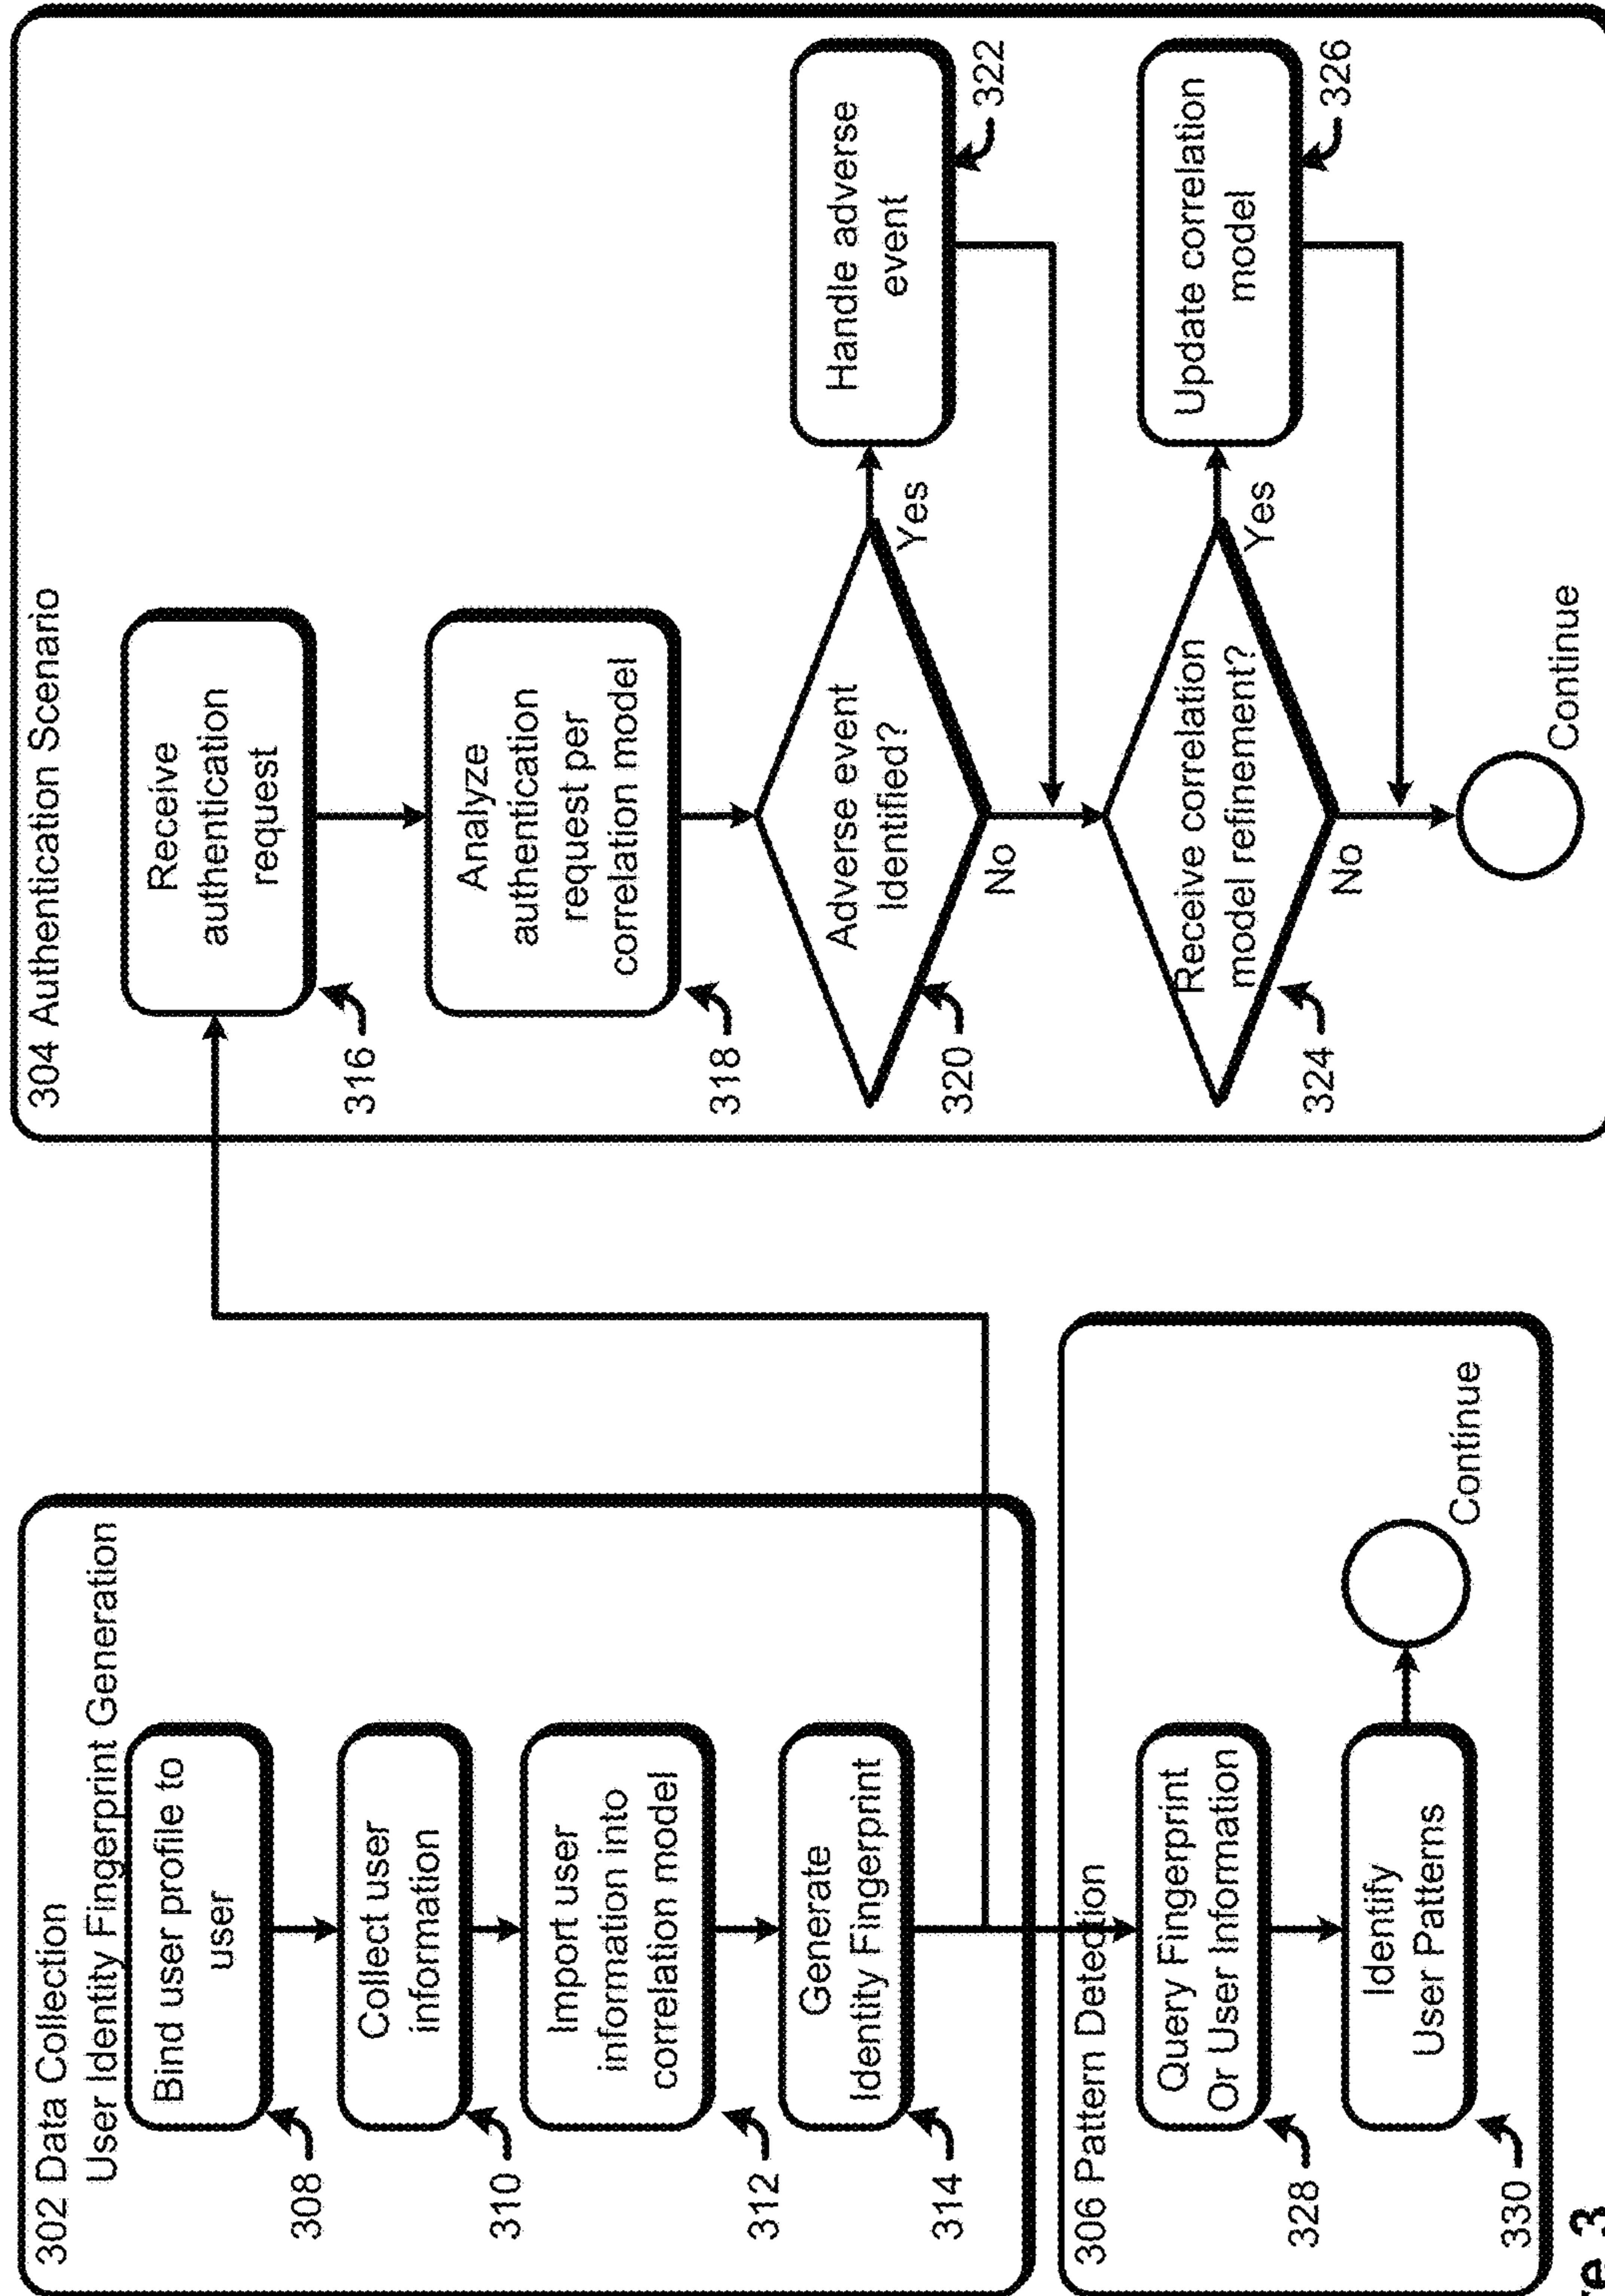 302 Data Collection
User Identity Fingerprint Generation
Bind user profile to
user
308
Collect user
information
310
Import user
information into
correlation model
312
Generate
Identity Fingerprint
314
306 Pattern Detection
Query Fingerprint
Or User Information
328
Identify
User Patterns
330
Continue
304 Authentication Scenario
Receive
authentication
request
316
Analyze
authentication
request per
correlation model
318
Adverse event
Identified?
320
Yes
No
Handle adverse
event
322
Receive correlation
model refinement?
324
Yes
No
Update correlation
model
326
Continue
3